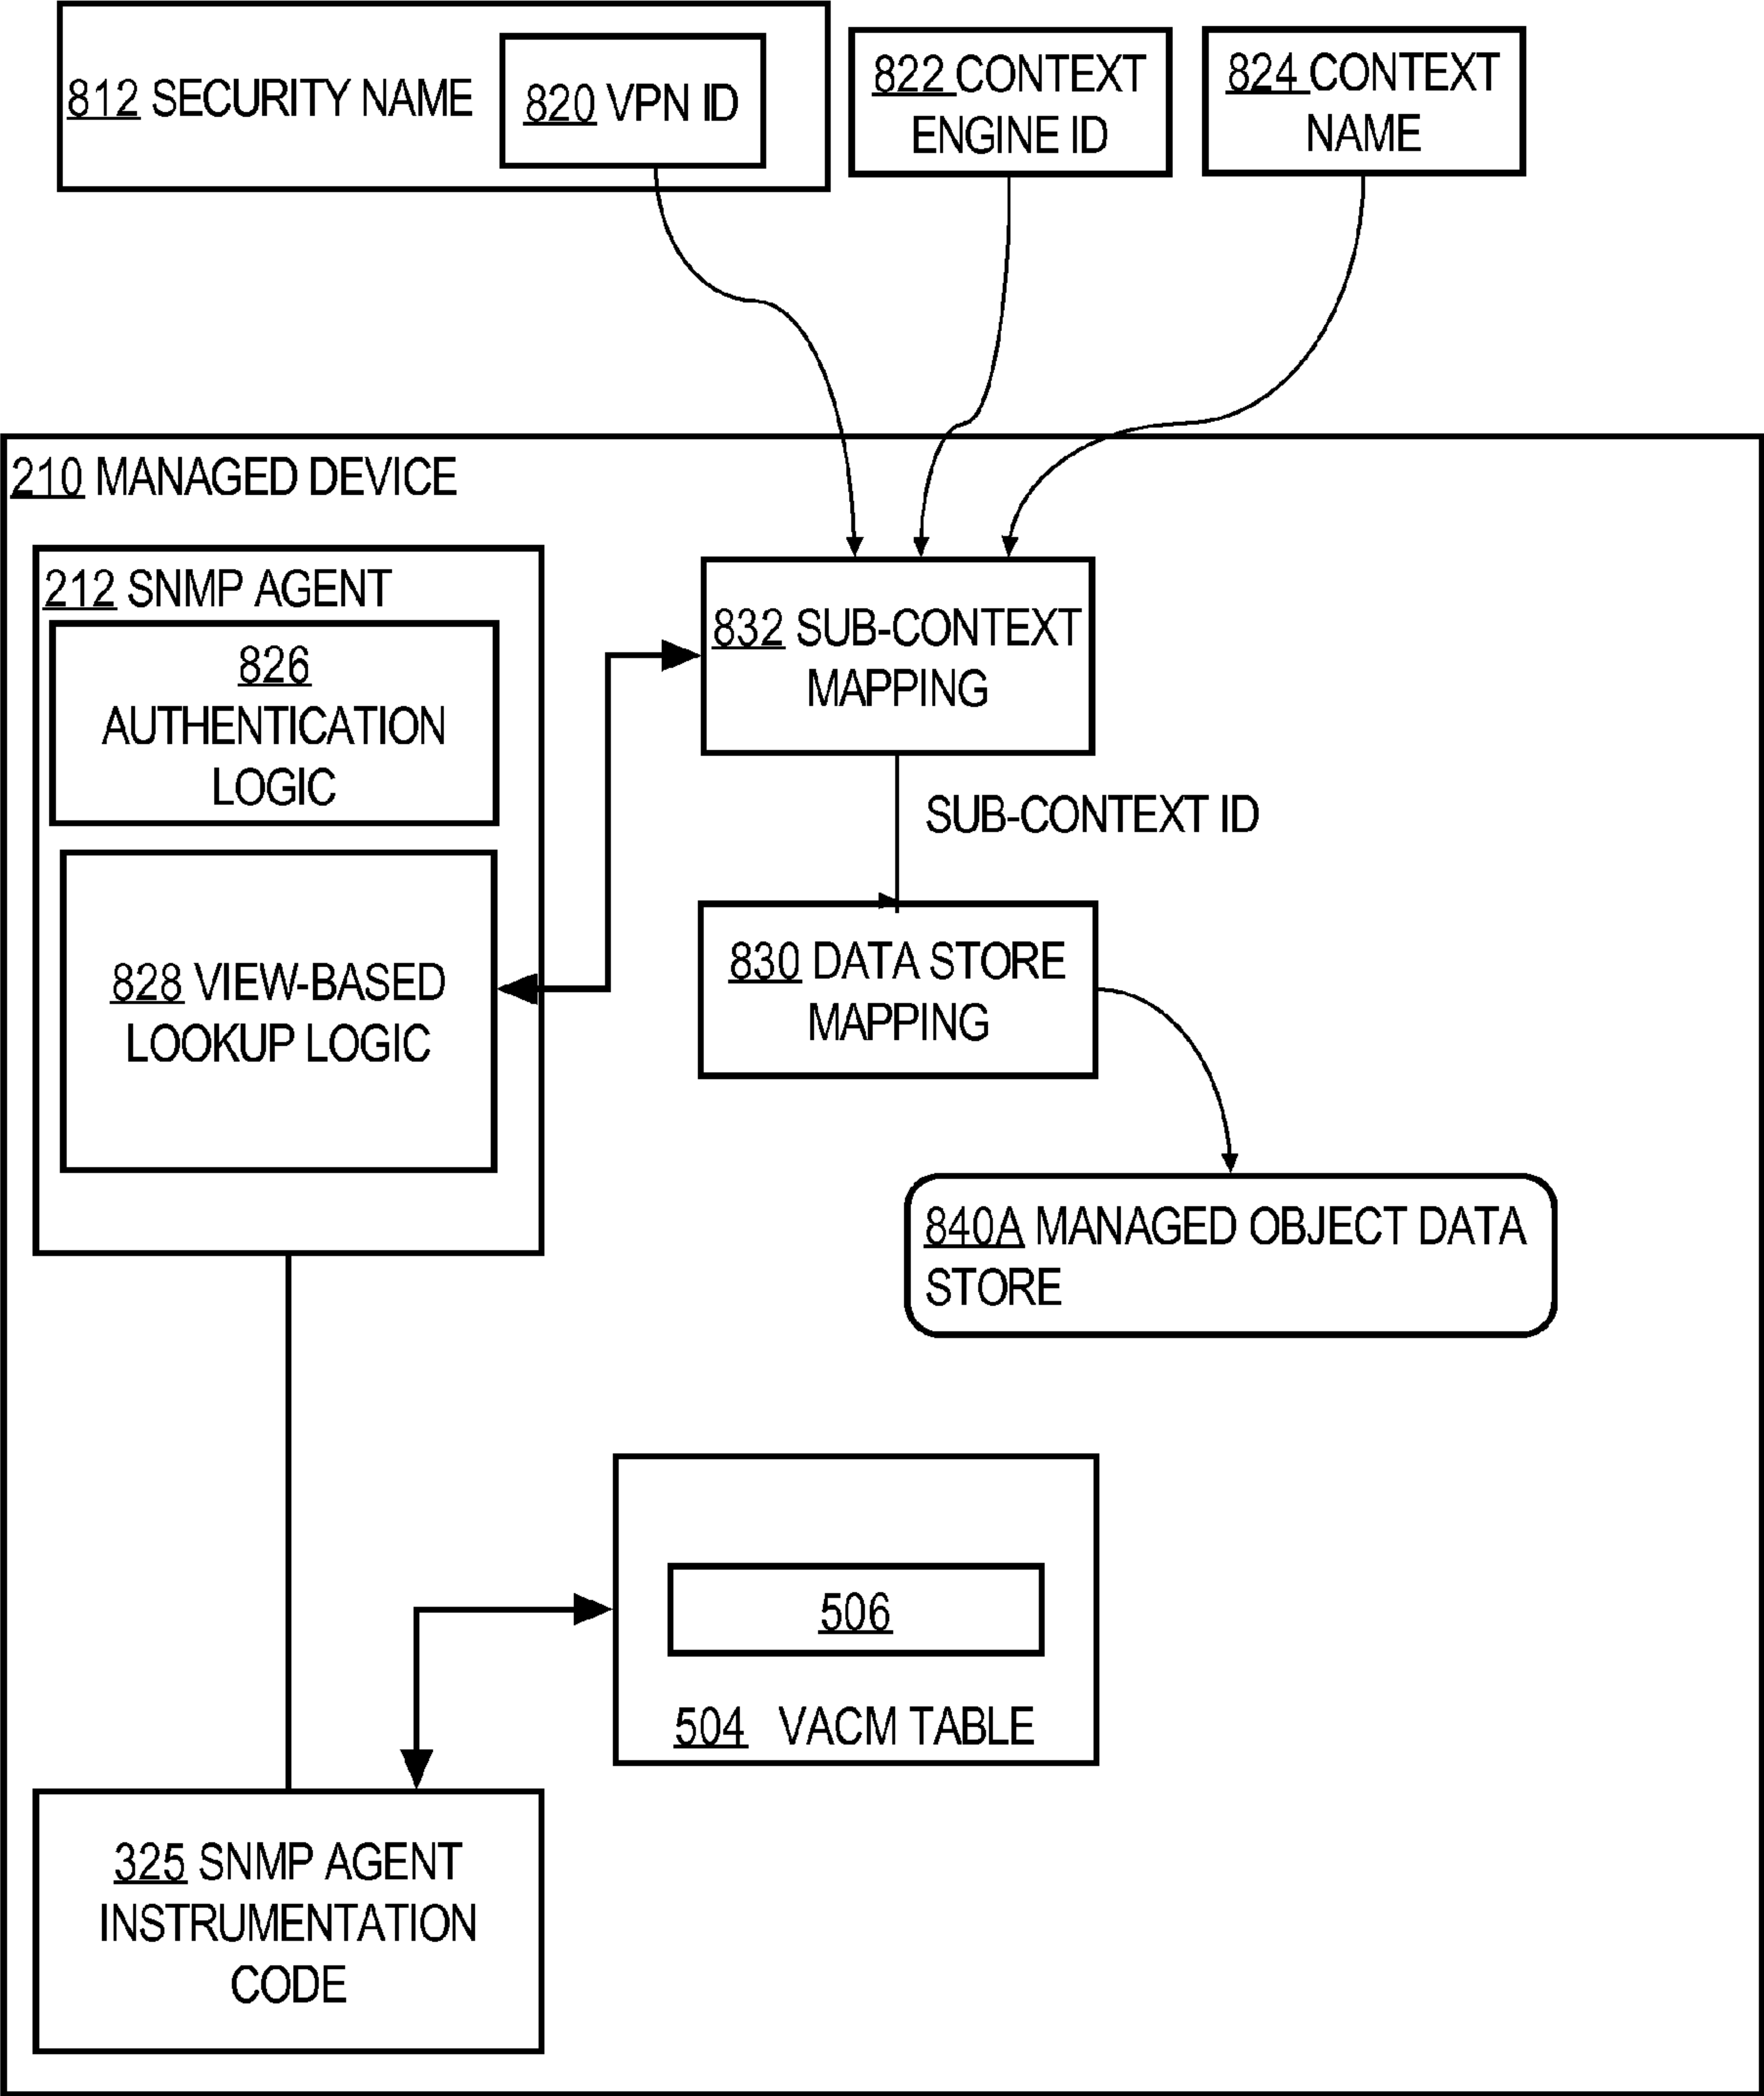 812 SECURITY NAME
820 VPN ID
822 CONTEXT
ENGINE ID
824 CONTEXT
NAME
210 MANAGED DEVICE
212 SNMP AGENT
826
AUTHENTICATION
LOGIC
828 VIEW-BASED
LOOKUP LOGIC
832 SUB-CONTEXT
MAPPING
SUB-CONTEXT ID
830 DATA STORE
MAPPING
840A MANAGED OBJECT DATA
STORE
506
504 VACM TABLE
325 SNMP AGENT
INSTRUMENTATION
CODE